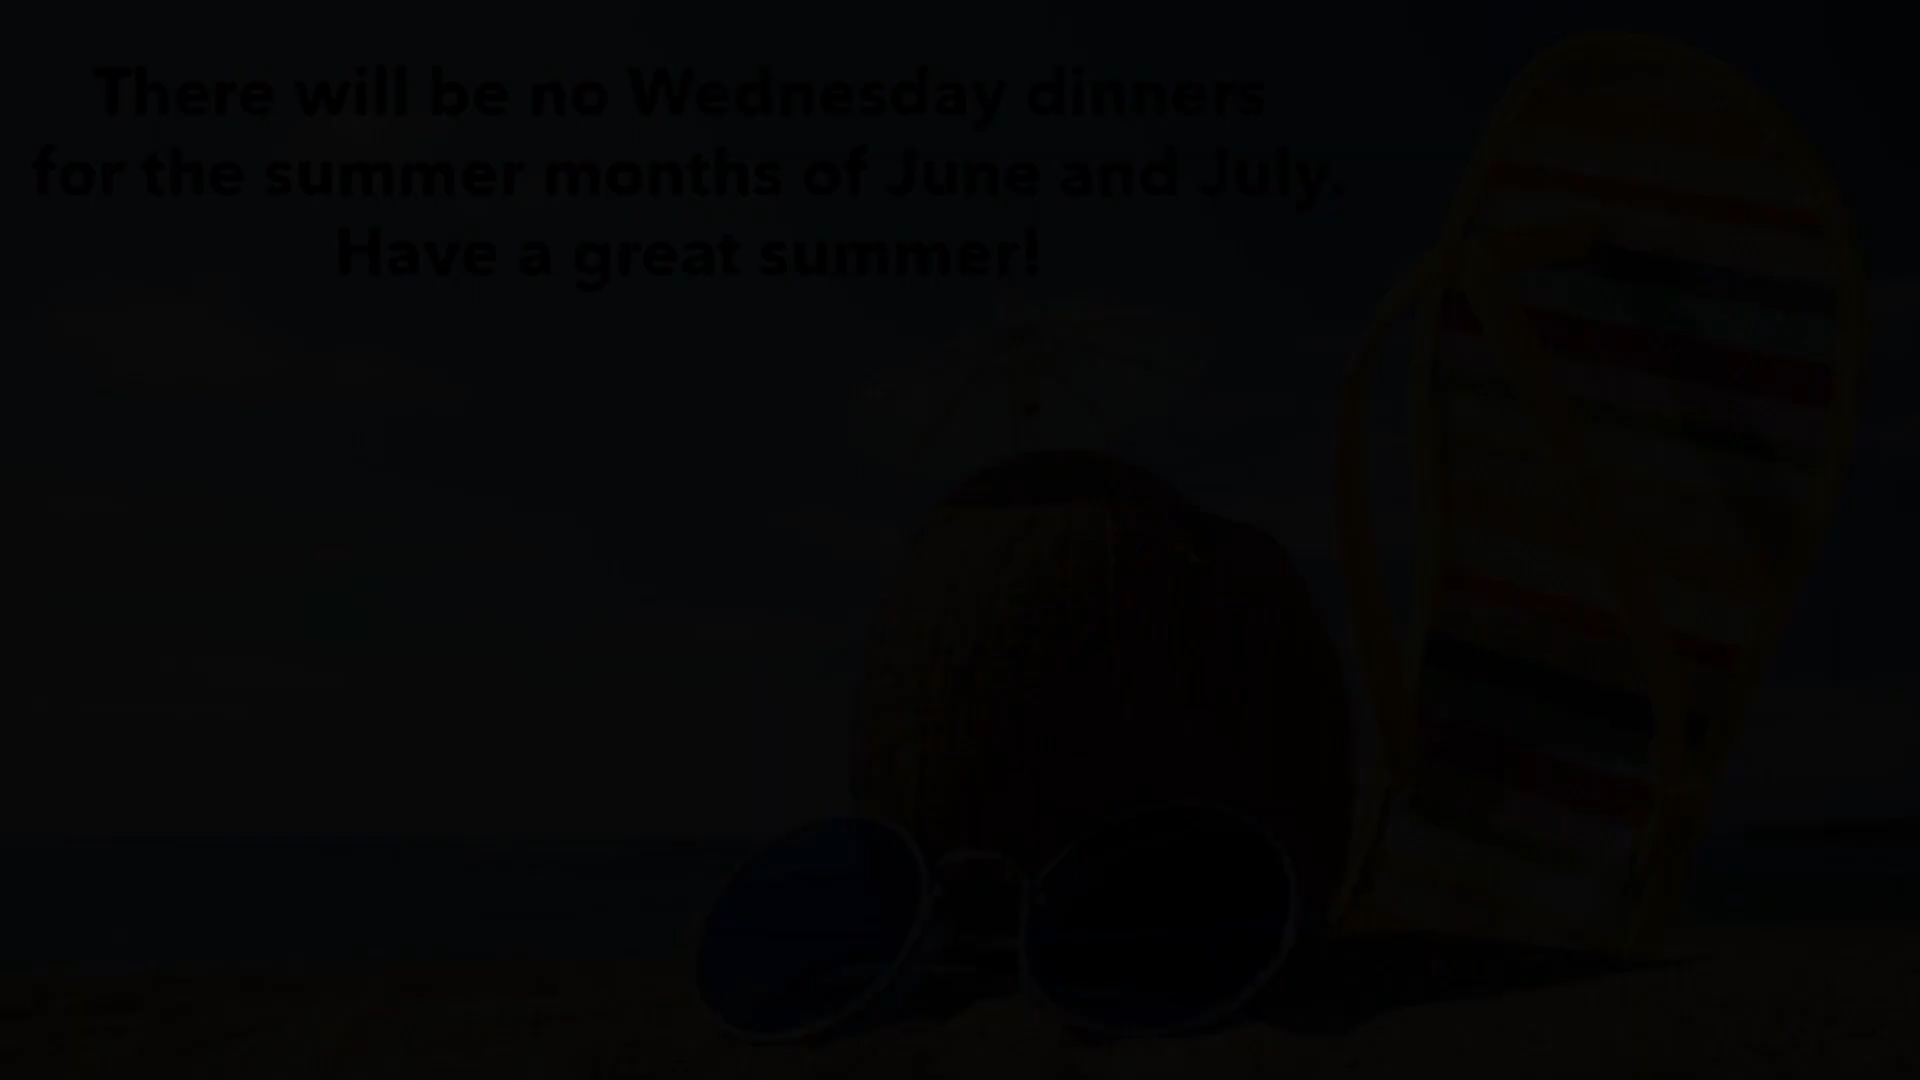 There will be no Wednesday dinners
for the summer months of June and July.
Have a great summer!